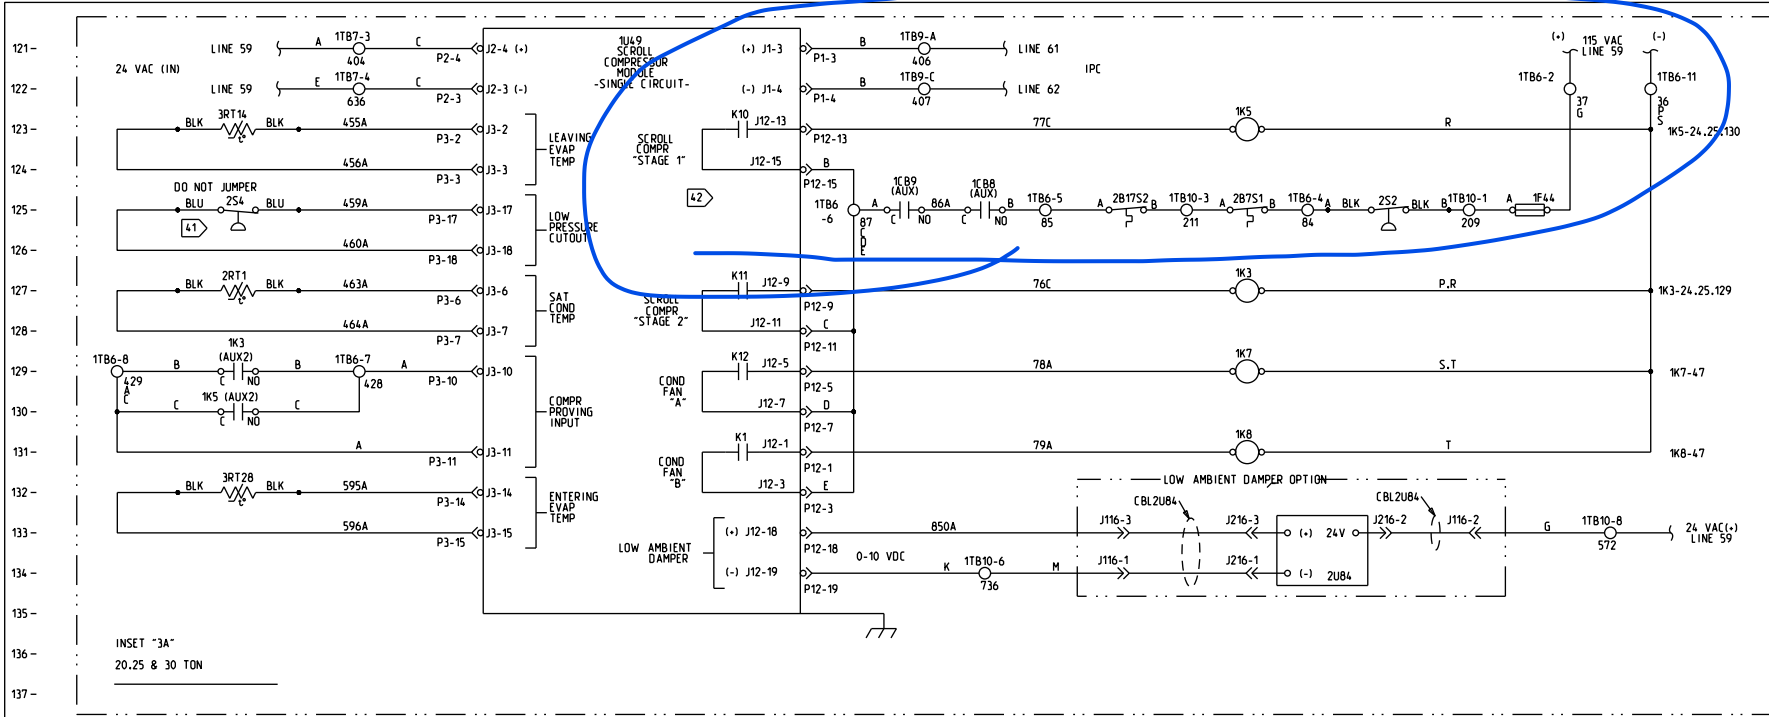 121-
LINE 59
A
1TB7-3
404
C
P2-4
J2-4 (+)
1U49
SCROLL
COMPRESSOR
MODULE
-SINGLE CIRCUIT-
(+) J1-3
P1-3
B
1TB9-A
406
LINE 61
(+)
115 VAC
LINE 59
(-)
24 VAC (IN)
IPC
122-
LINE 59
E
1TB7-4
636
C
P2-3
J2-3 (-)
(-) J1-4
P1-4
B
1TB9-C
407
LINE 62
1TB6-2
37
G
1TB6-11
36
P
S
123-
BLK
3RT14
t°
BLK
455A
P3-2
J3-2
LEAVING
EVAP
TEMP
SCROLL
COMPR
"STAGE 1"
K10
J12-13
P12-13
77C
1K5
R
1K5-24.25.130
124-
456A
P3-3
J3-3
J12-15
P12-15
B
125-
DO NOT JUMPER
BLU
2S4
BLU
41
459A
P3-17
J3-17
LOW
PRESSURE
CUTOUT
42
1TB6
-6
87
C
D
E
A
1CB9
(AUX)
C
NO
86A
1CB8
(AUX)
C
NO
B
1TB6-5
85
A
2B17S2
B
1TB10-3
211
A
2B7S1
B
1TB6-4
84
A
BLK
2S2
BLK
B
1TB10-1
209
A
1F44
126-
460A
P3-18
J3-18
127-
BLK
2RT1
t°
BLK
463A
P3-6
J3-6
SAT
COND
TEMP
SCROLL
COMPR
"STAGE 2"
K11
J12-9
P12-9
76C
1K3
P.R
1K3-24.25.129
128-
464A
P3-7
J3-7
J12-11
P12-11
C
129-
1TB6-8
429
A
C
B
1K3
(AUX2)
C
NO
B
1TB6-7
428
A
P3-10
J3-10
COMPR
PROVING
INPUT
COND
FAN
"A"
K12
J12-5
P12-5
78A
1K7
S.T
1K7-47
130-
C
1K5 (AUX2)
C
NO
C
J12-7
P12-7
D
131-
A
P3-11
J3-11
COND
FAN
"B"
K1
J12-1
P12-1
79A
1K8
T
1K8-47
132-
BLK
3RT28
t°
BLK
595A
P3-14
J3-14
ENTERING
EVAP
TEMP
J12-3
P12-3
E
LOW AMBIENT DAMPER OPTION
CBL2U84
CBL2U84
133-
596A
P3-15
J3-15
LOW AMBIENT
DAMPER
(+) J12-18
P12-18
850A
J116-3
J216-3
(+)
24V
J216-2
J116-2
G
1TB10-8
572
24 VAC(+)
LINE 59
0-10 VDC
134-
(-) J12-19
P12-19
K
1TB10-6
736
M
J116-1
J216-1
(-)
2U84
135-
INSET "3A"
136-
20.25 & 30 TON
137-